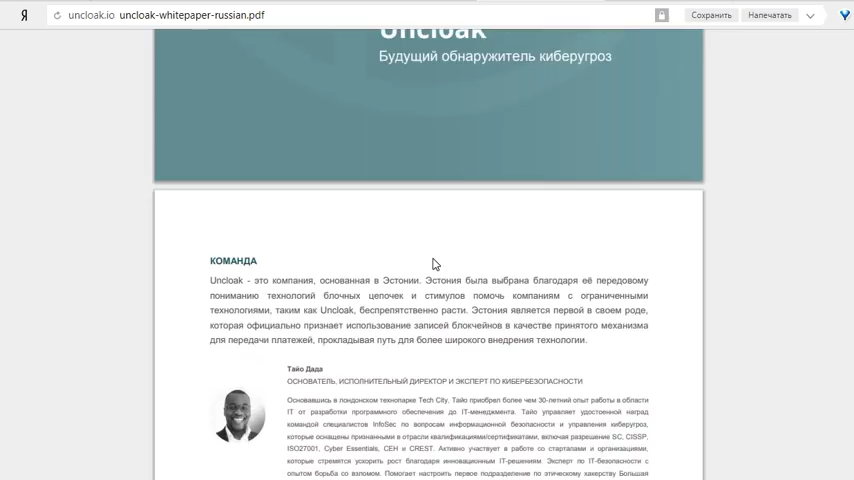 Я uncloak.io uncloak-whitepaper-russian.pdf Сохранить Напечатать
Uncloak
Будущий обнаружитель киберугроз
КОМАНДА
Uncloak - это компания, основанная в Эстонии. Эстония была выбрана благодаря её передовому
пониманию технологий блочных цепочек и стимулов помочь компаниям с ограниченными
технологиями, таким как Uncloak, беспрепятственно расти. Эстония является первой в своем роде,
которая официально признает использование записей блокчейнов в качестве принятого механизма
для передачи платежей, прокладывая путь для более широкого внедрения технологии.
Тайо Дада
ОСНОВАТЕЛЬ, ИСПОЛНИТЕЛЬНЫЙ ДИРЕКТОР И ЭКСПЕРТ ПО КИБЕРБЕЗОПАСНОСТИ
Основавшись в лондонском технопарке Tech City, Тайо приобрел более чем 30-летний опыт работы в области
IT от разработки программного обеспечения до IT-менеджмента. Тайо управляет удостоенной наград
командой специалистов InfoSec по вопросам информационной безопасности и управления киберугроз,
которые оснащены признанными в отрасли квалификациями/сертификатами, включая разрешение SC, CISSP,
ISO27001, Cyber Essentials, CEH и CREST. Активно участвует в работе со стартапами и организациями,
которые стремятся ускорить рост благодаря инновационным IT-решениям. Эксперт по IT-безопасности с
опытом борьбы со взломом. Помогает настроить первое подразделение по этическому хакерству Большая